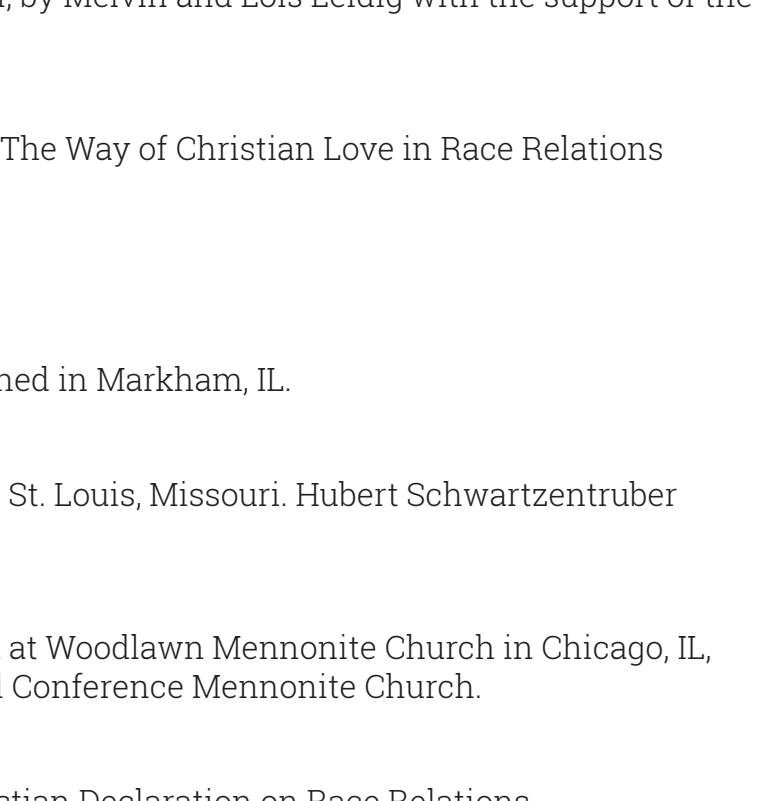 by Melvin and Lois Leidig with the support of the
The Way of Christian Love in Race Relations
in Markham, IL.
St. Louis, Missouri. Hubert Schwartzentruber
at Woodlawn Mennonite Church in Chicago, IL,
Conference Mennonite Church.
Declaration on Race Relations